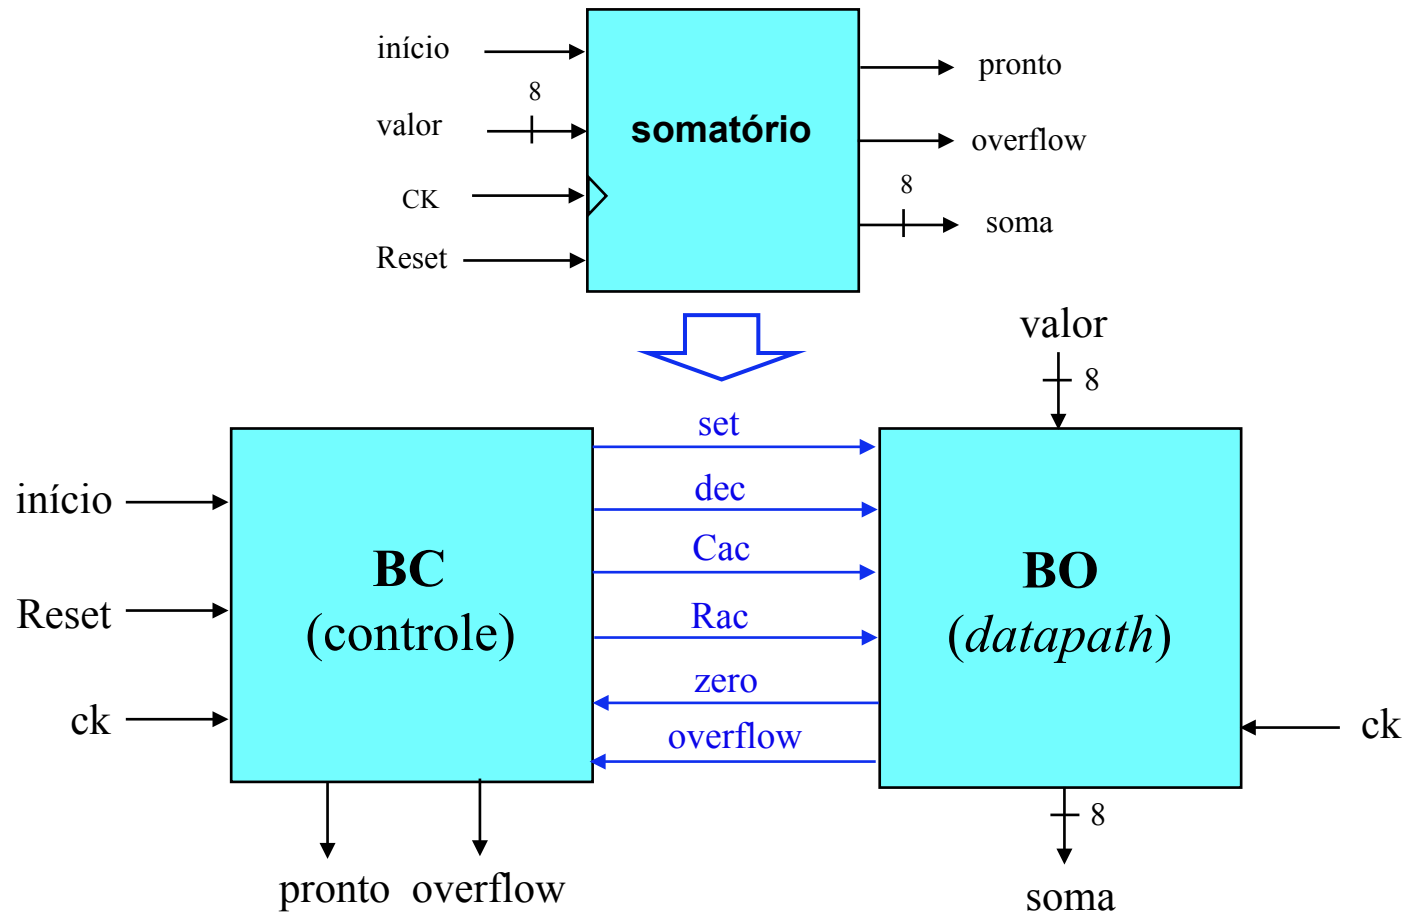 início
valor
8
CK
Reset
somatório
pronto
overflow
8
soma
valor
8
início
Reset
ck
BC
(controle)
set
dec
Cac
Rac
zero
overflow
BO
(datapath)
ck
8
pronto
overflow
soma